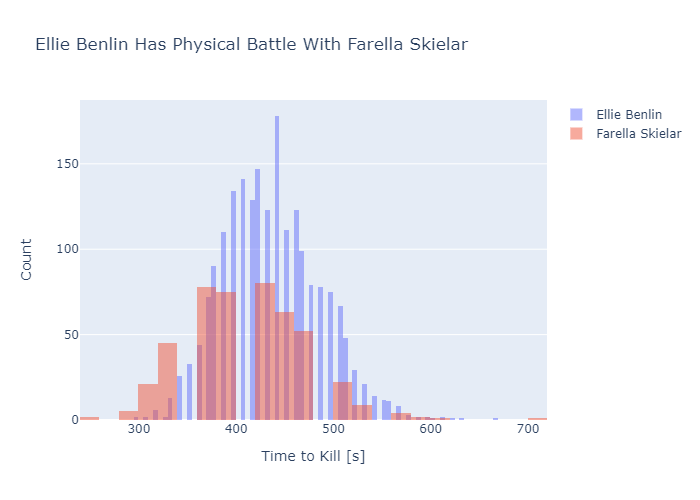 Ellie Benlin Has Physical Battle With Farella Skielar
Ellie Benlin
Farella Skielar
150
100
50
0
300 400 500 600 700
Count
Time to Kill [s]